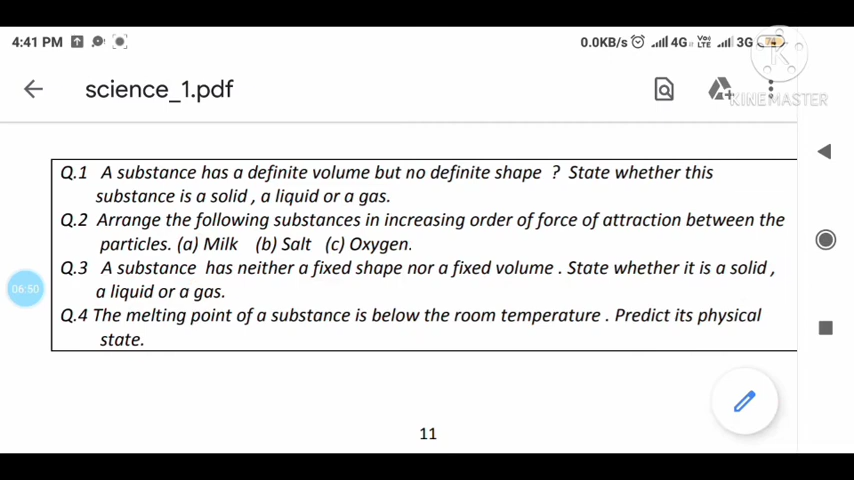 4:41 PM
0.0KB/s 4G Vo) LTE 3G
science_1.pdf
KINEMASTER
Q.1 A substance has a definite volume but no definite shape ? State whether this
substance is a solid , a liquid or a gas.
Q.2 Arrange the following substances in increasing order of force of attraction between the
particles. (a) Milk (b) Salt (c) Oxygen.
Q.3 A substance has neither a fixed shape nor a fixed volume . State whether it is a solid ,
a liquid or a gas.
06:50
Q.4 The melting point of a substance is below the room temperature . Predict its physical
state.
11